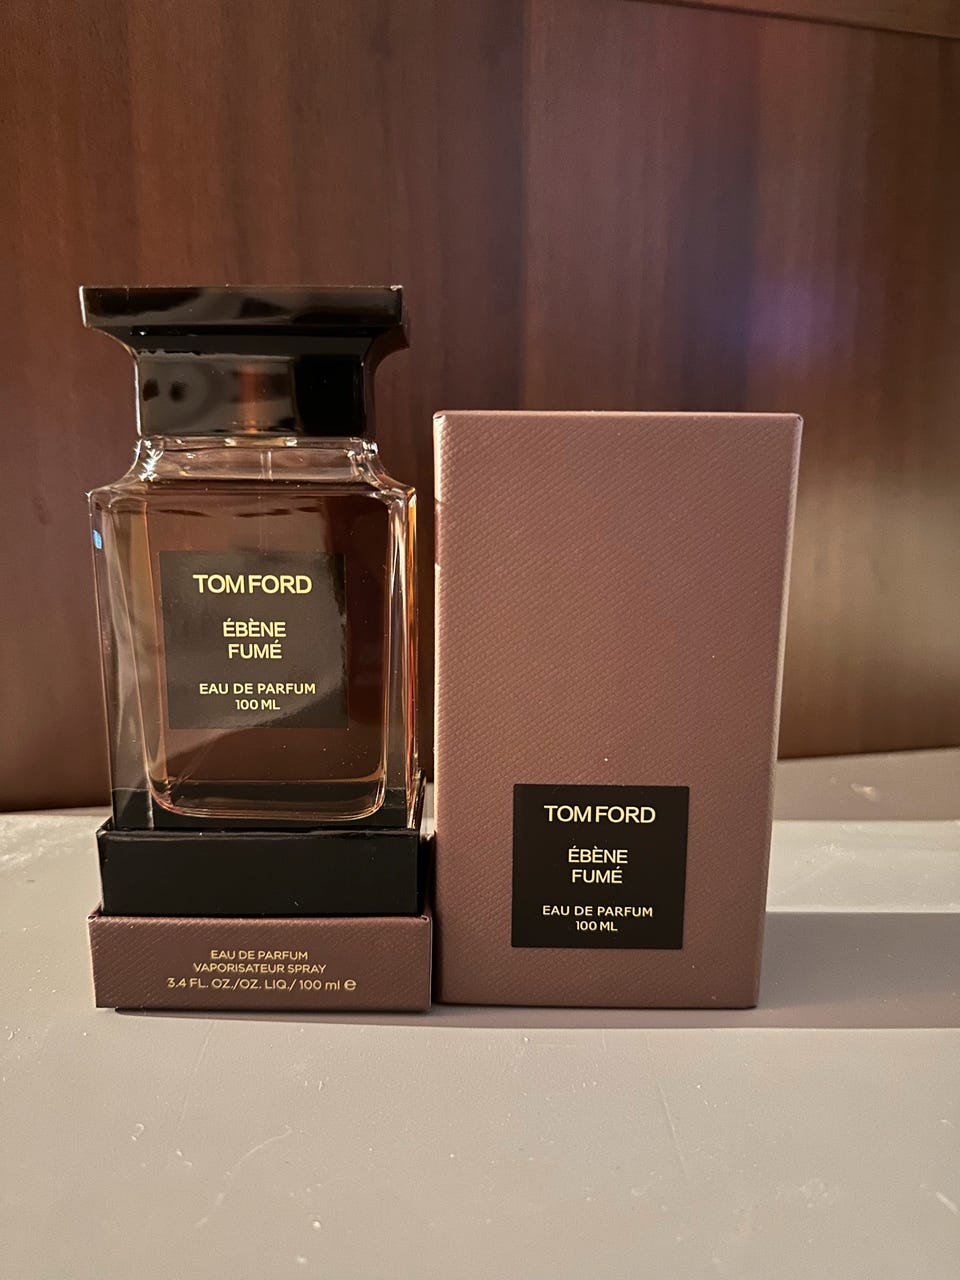 TOM FORD
ÉBÈNE
FUMÉ
EAU DE PARFUM
100 ML
EAU DE PARFUM
VAPORISATEUR SPRAY
3.4 FL. OZ./OZ. LIQ./ 100 ml ℮
TOM FORD
ÉBÈNE
FUMÉ
EAU DE PARFUM
100 ML